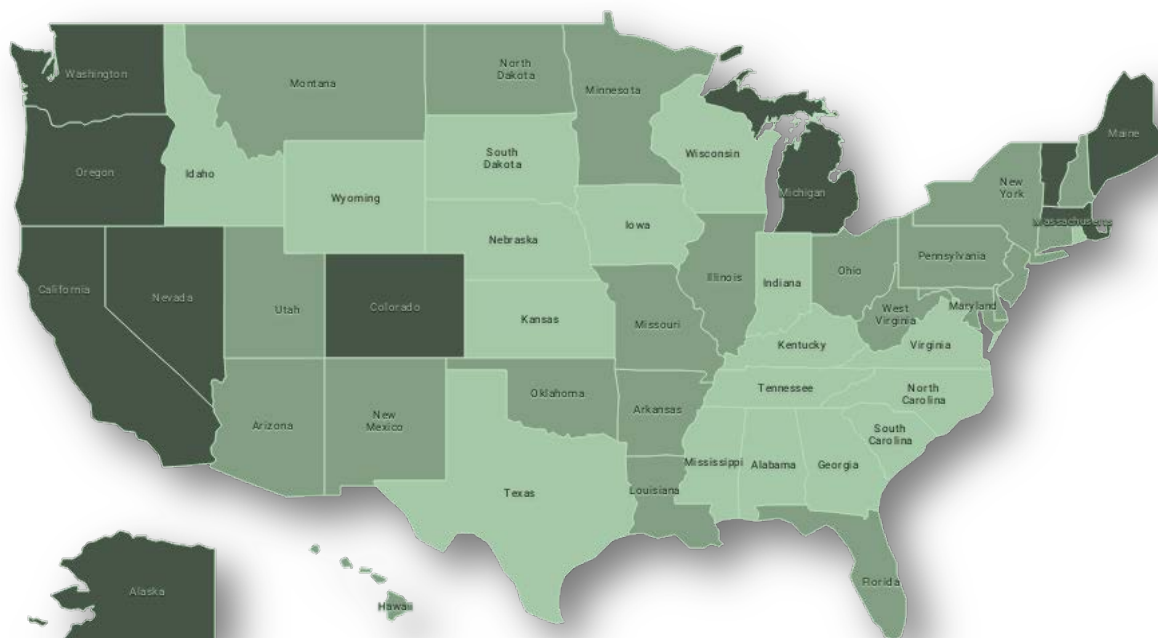 Washington
Montana
North
Dakota
Minnesota
Maine
Oregon
Idaho
South
Dakota
Wisconsin
Michigan
New
York
Wyoming
Massachusetts
Iowa
Nebraska
Pennsylvania
California
Nevada
Utah
Colorado
Illinois
Indiana
Ohio
Kansas
Missouri
West
Virginia
Maryland
Kentucky
Virginia
Arizona
New
Mexico
Oklahoma
Arkansas
Tennessee
North
Carolina
South
Carolina
Mississippi
Alabama
Georgia
Texas
Louisiana
Alaska
Hawaii
Florida